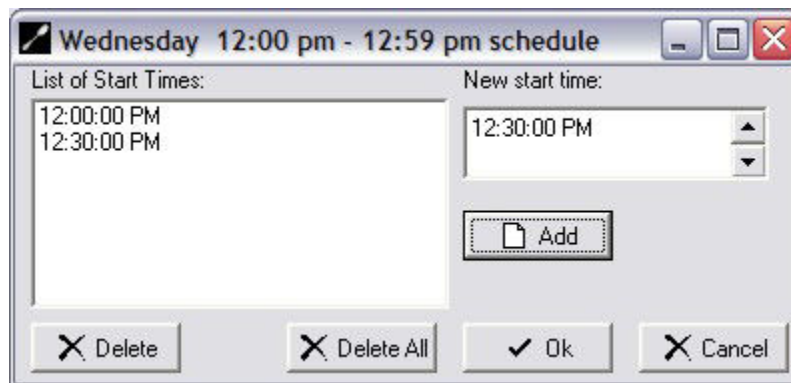 Wednesday 12:00 pm - 12:59 pm schedule
List of Start Times:
12:00:00 PM
12:30:00 PM
New start time:
12:30:00 PM
Add
Delete
Delete All
Ok
Cancel